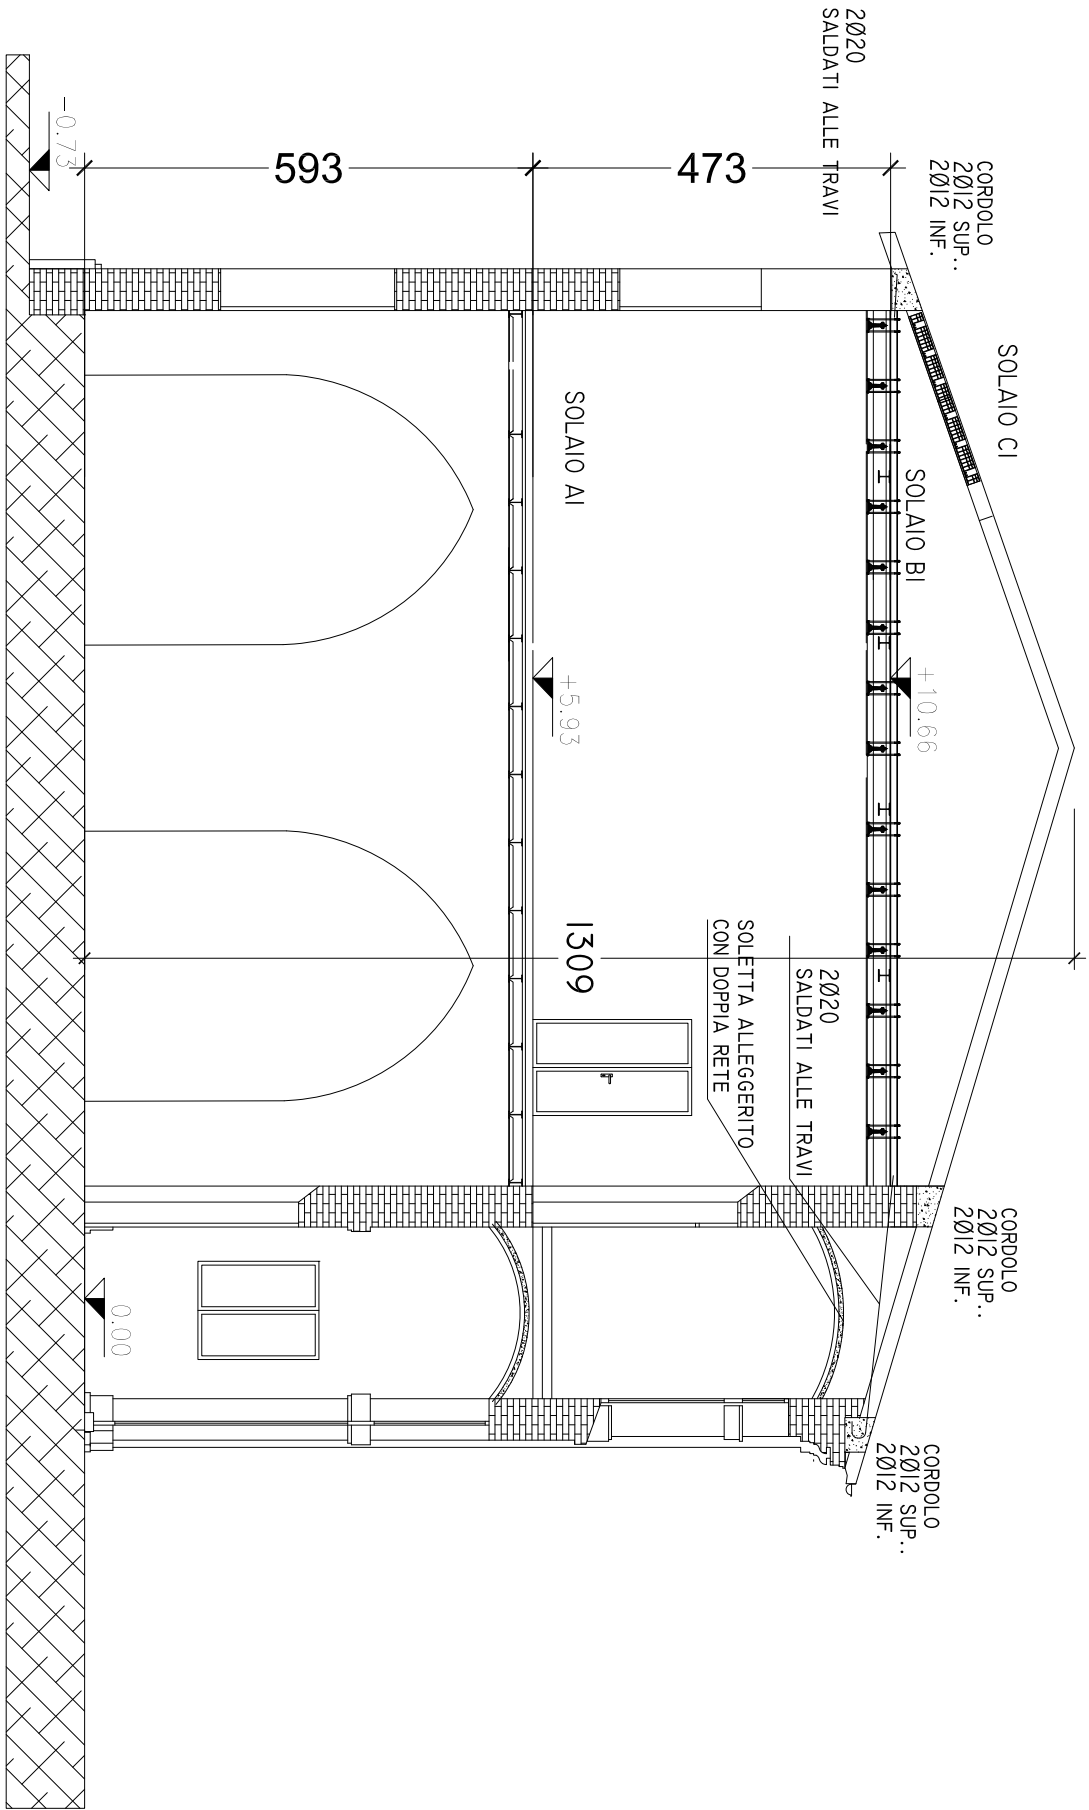 2Ø20
SALDATI ALLE TRAVI
CORDOLO
2Ø12 SUP..
2Ø12 INF.
SOLAIO C1
SOLAIO B1
SOLAIO A1
+10.66
+5.93
-0.73
593
473
1309
SOLETTA ALLEGGERITO
CON DOPPIA RETE
2Ø20
SALDATI ALLE TRAVI
CORDOLO
2Ø12 SUP..
2Ø12 INF.
0.00
CORDOLO
2Ø12 SUP..
2Ø12 INF.